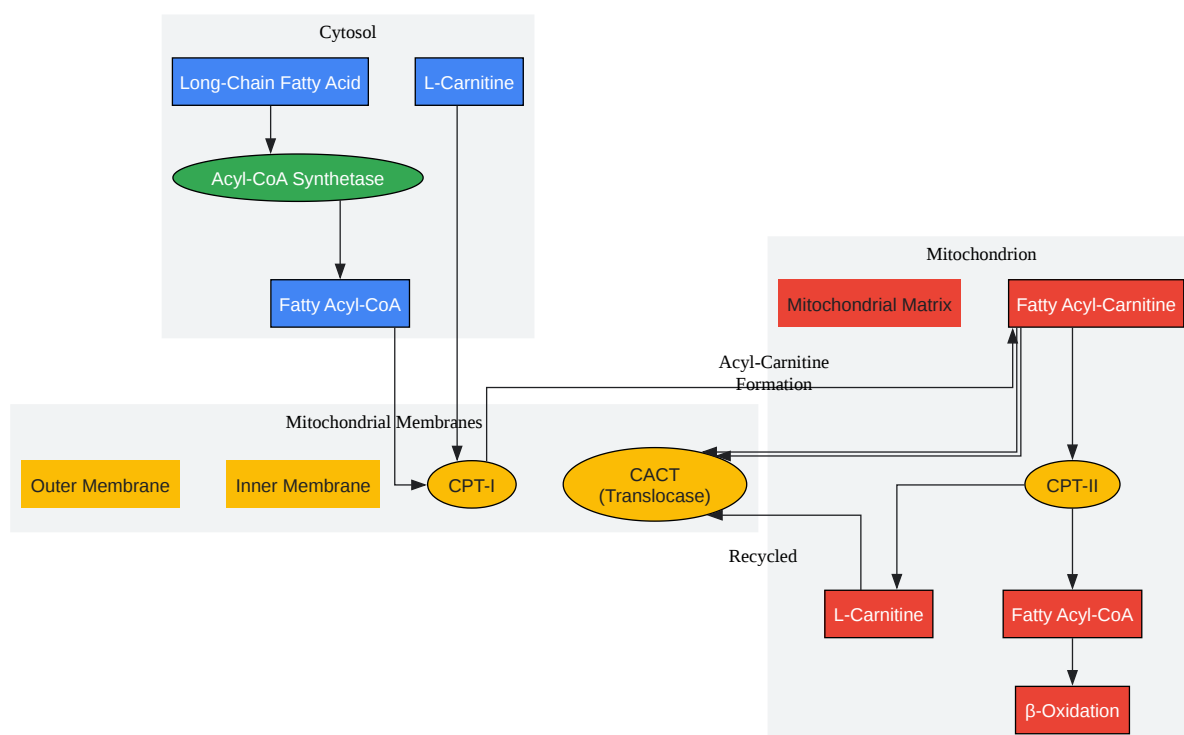 Cytosol
Long-Chain Fatty Acid
L-Carnitine
Acyl-CoA Synthetase
Fatty Acyl-CoA
Mitochondrion
Mitochondrial Matrix
Fatty Acyl-Carnitine
Acyl-Carnitine
Formation
Mitochondrial Membranes
Outer Membrane
Inner Membrane
CPT-I
CACT
(Translocase)
CPT-II
Recycled
L-Carnitine
Fatty Acyl-CoA
β-Oxidation